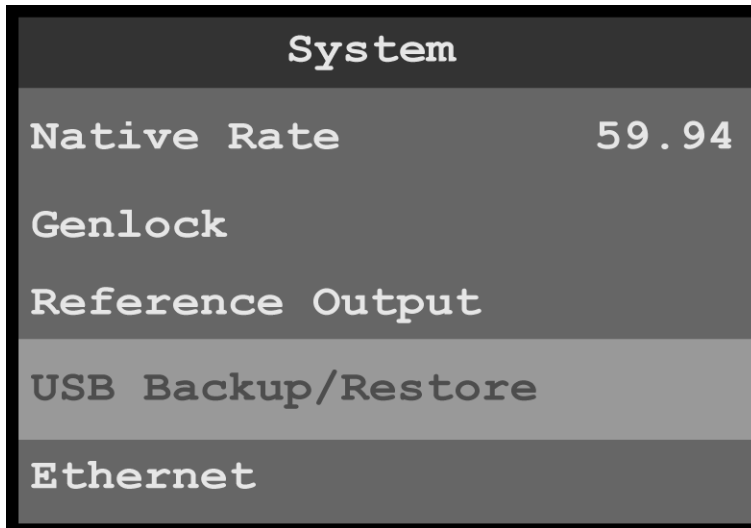 System
Native Rate 59.94
Genlock
Reference Output
USB Backup/Restore
Ethernet